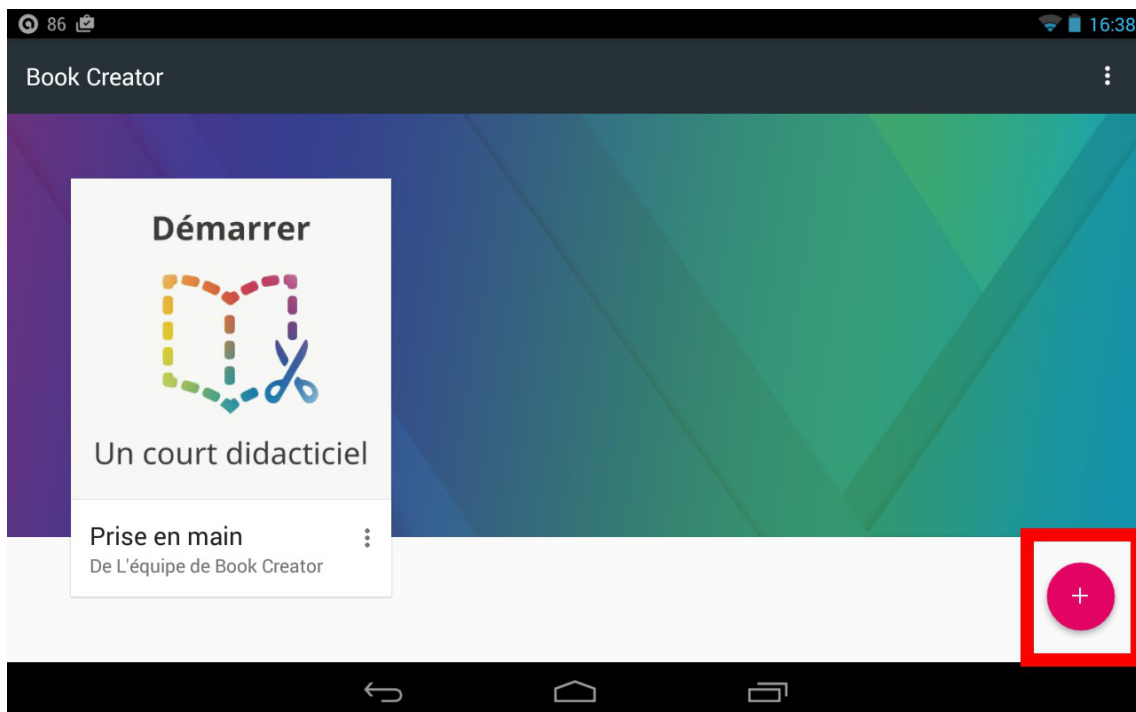 86
16:38
Book Creator
Démarrer
Un court didacticiel
Prise en main
De L'équipe de Book Creator
+